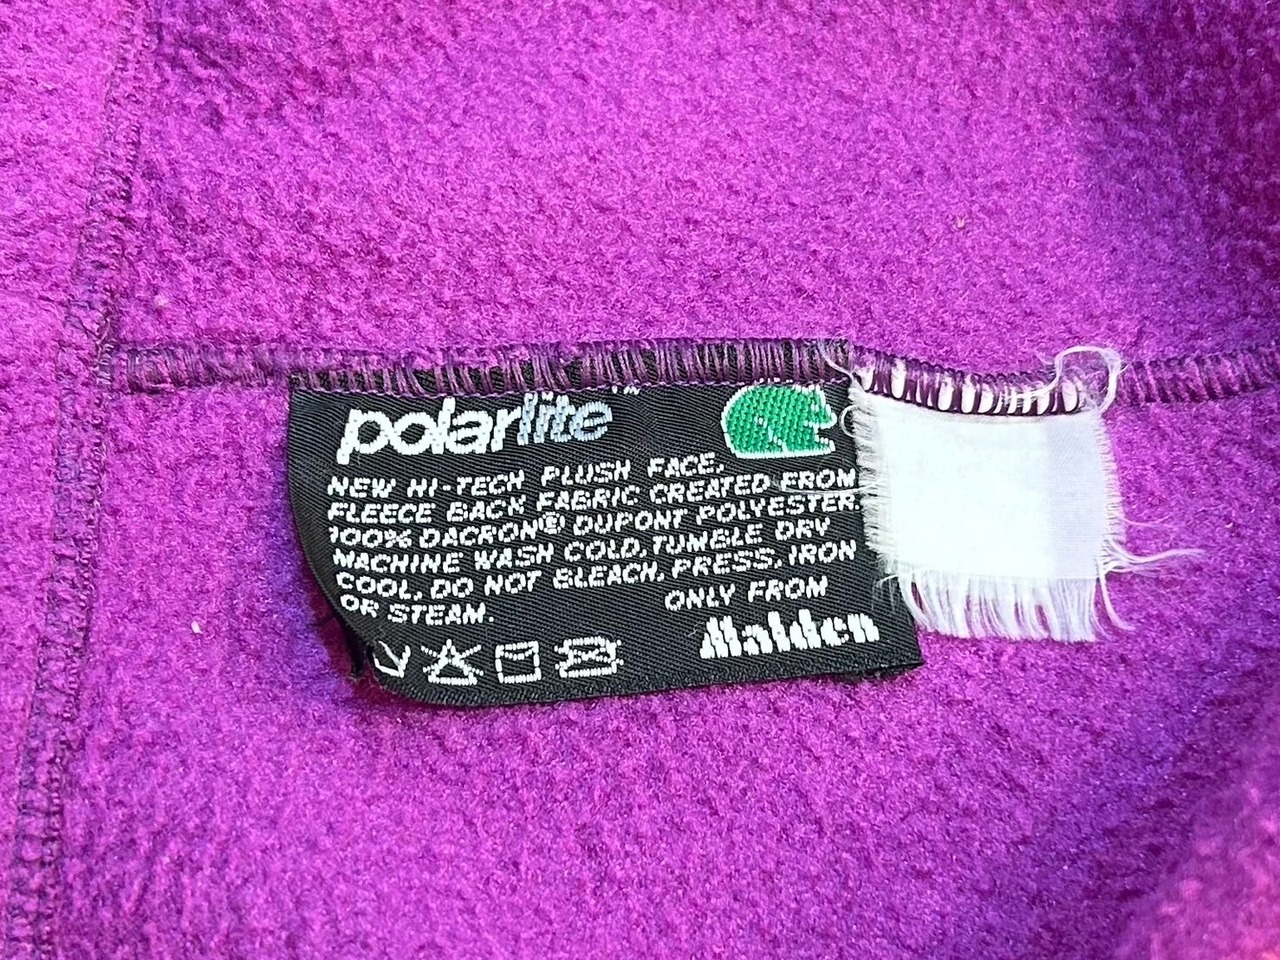 polarlite™
NEW HI-TECH PLUSH FACE,
FLEECE BACK FABRIC CREATED FROM
100% DACRON® DUPONT POLYESTER.
MACHINE WASH COLD, TUMBLE DRY
COOL, DO NOT BLEACH, PRESS, IRON
OR STEAM.
ONLY FROM
Malden